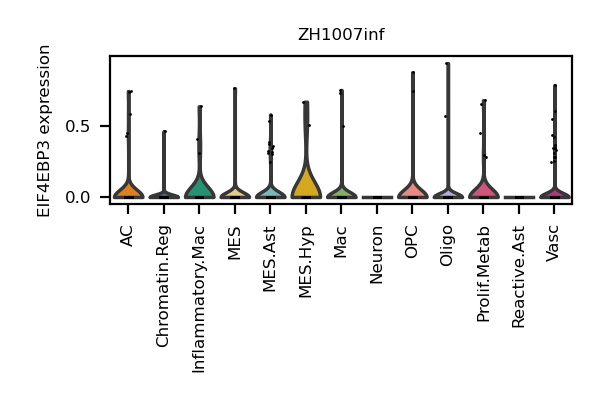 ZH1007inf
EIF4EBP3 expression
0.5
0.0
AC
Chromatin.Reg
Inflammatory.Mac
MES
MES.Ast
MES.Hyp
Mac
Neuron
OPC
Oligo
Prolif.Metab
Reactive.Ast
Vasc